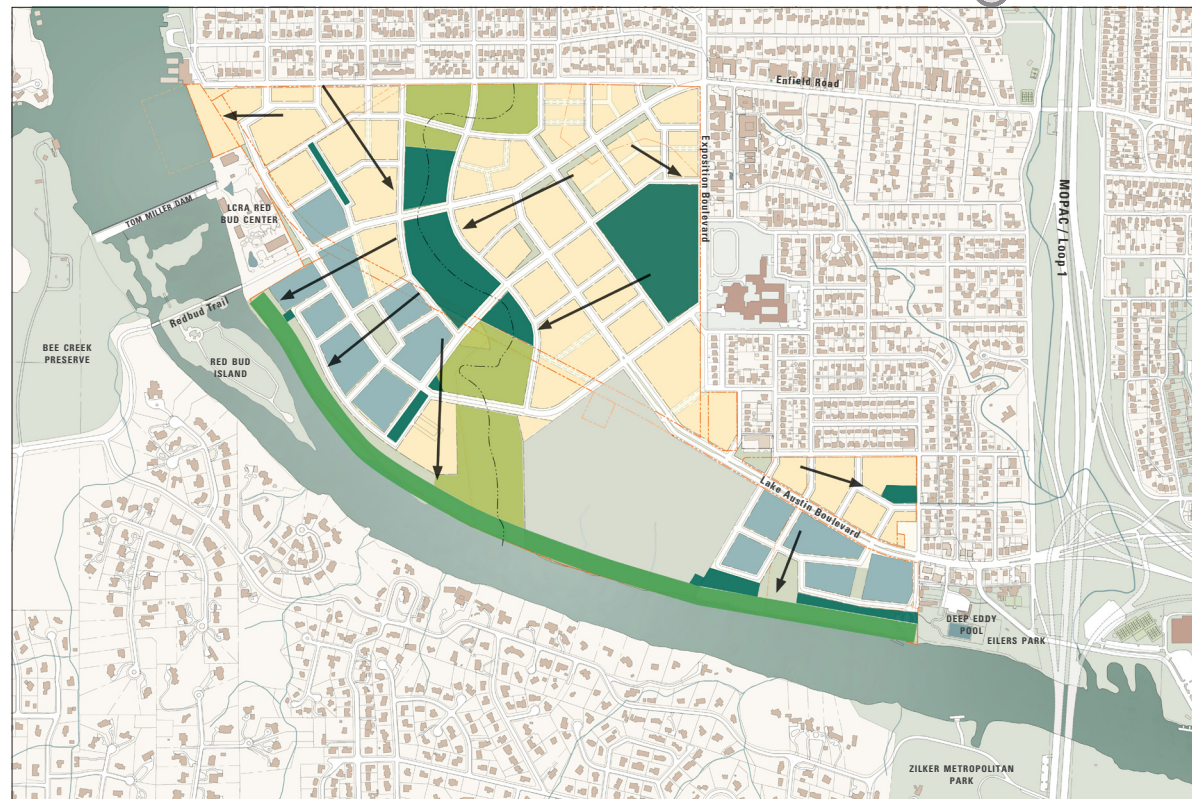 Enfield Road
Exposition Boulevard
MOPAC / Loop 1
TOM MILLER DAM
LCRA RED
BUD CENTER
Redbud Trail
BEE CREEK
PRESERVE
RED BUD
ISLAND
Lake Austin Boulevard
DEEP EDDY
POOL
EILERS PARK
ZILKER METROPOLITAN
PARK